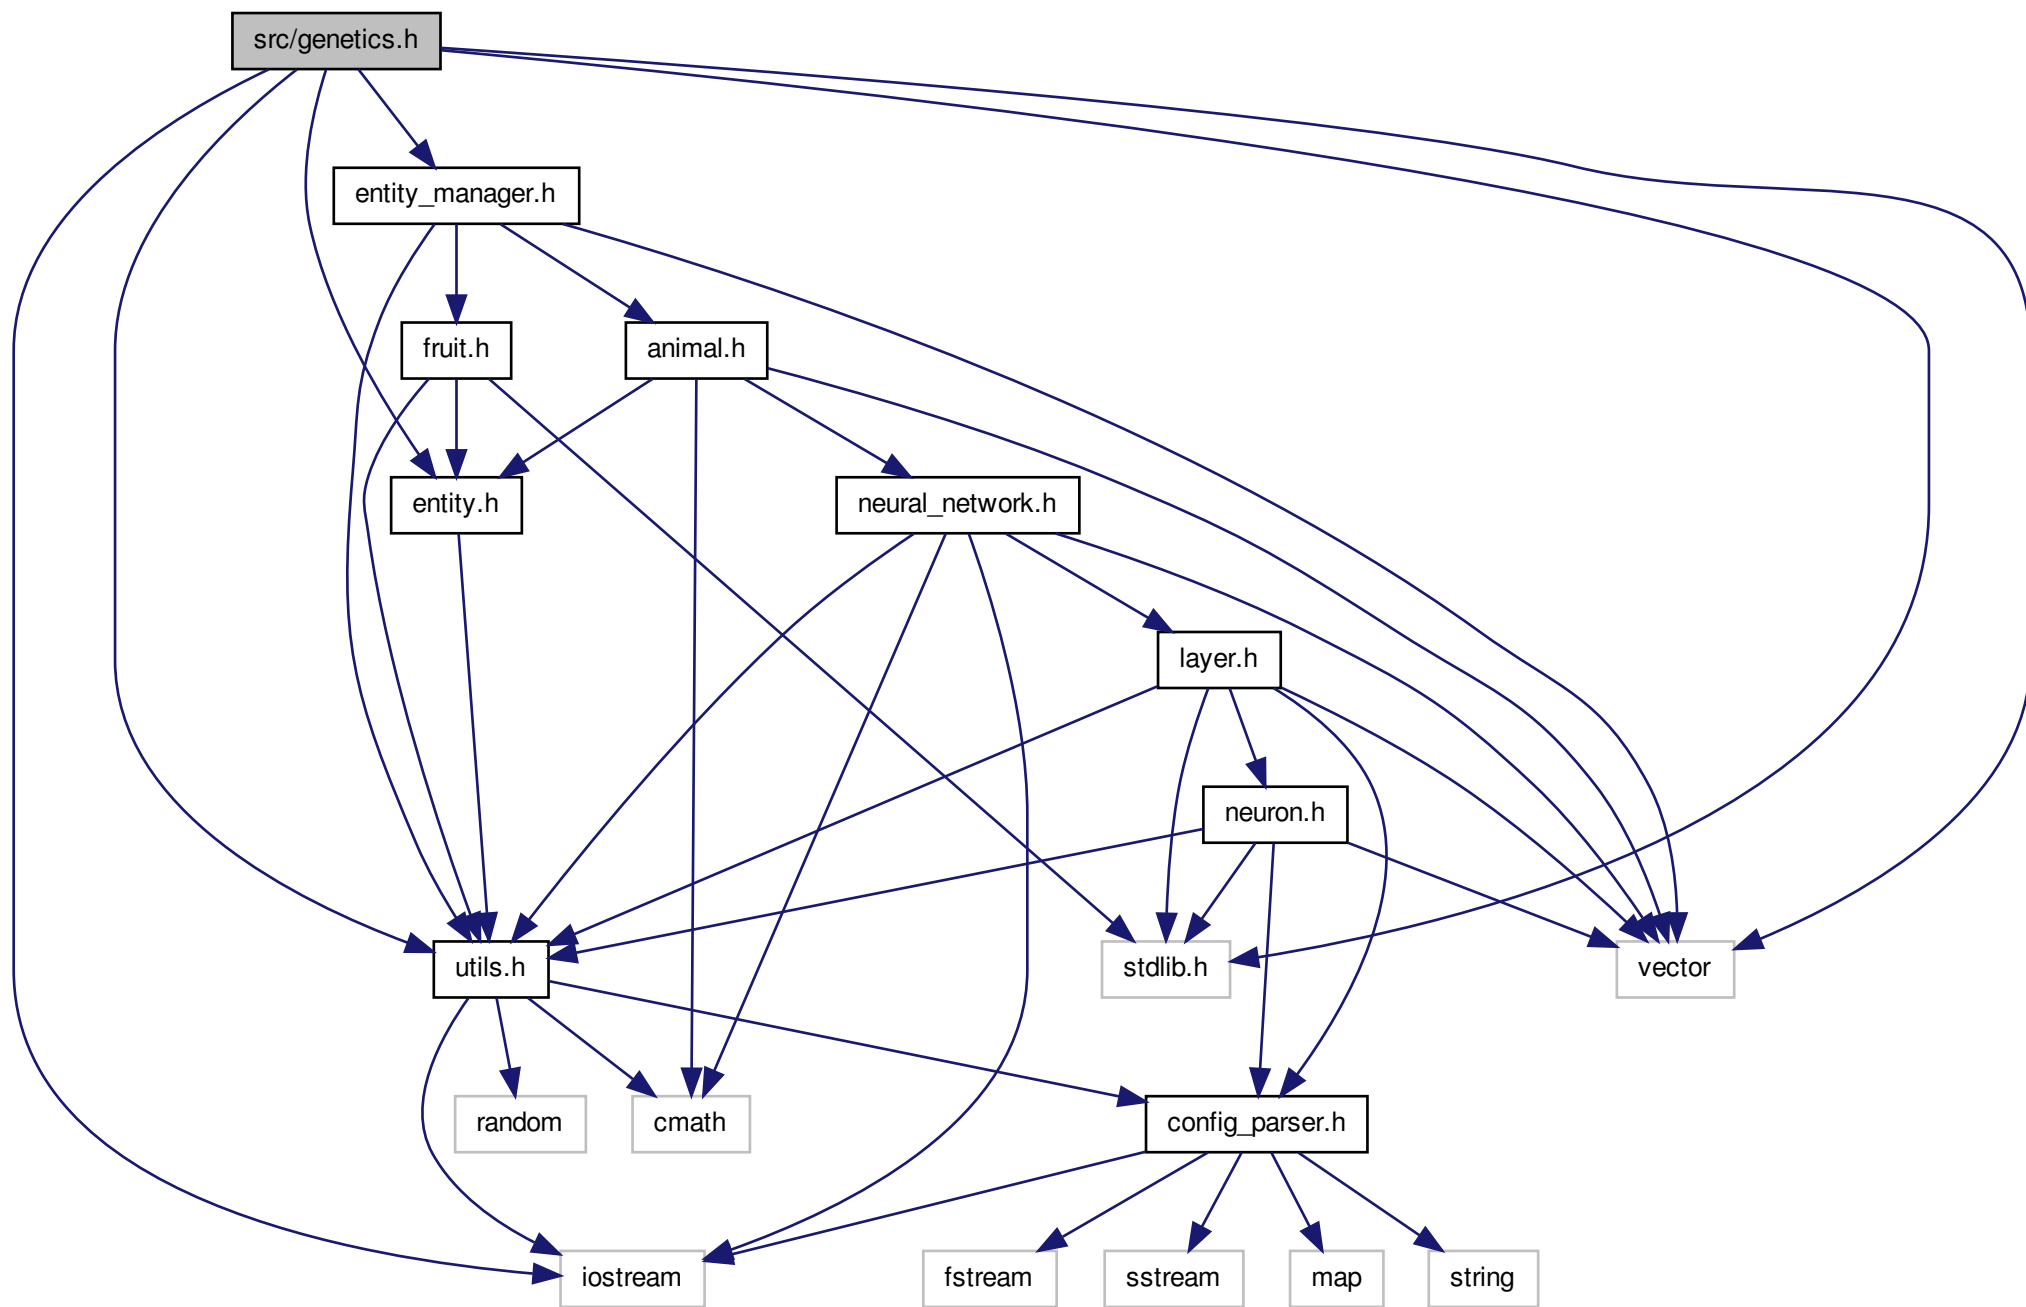 src/genetics.h
entity_manager.h
fruit.h
animal.h
entity.h
neural_network.h
layer.h
neuron.h
utils.h
stdlib.h
vector
random
cmath
config_parser.h
iostream
fstream
sstream
map
string